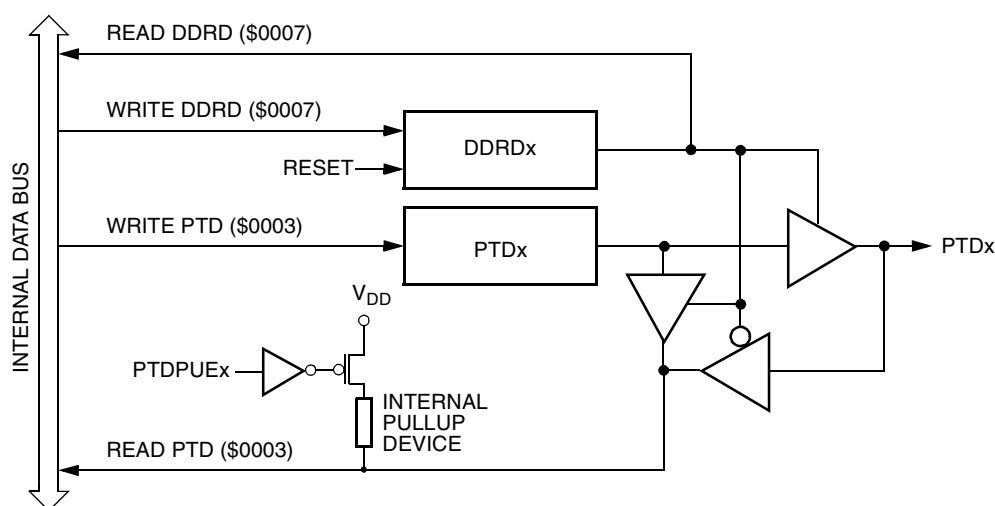 READ DDRD ($0007)
WRITE DDRD ($0007)
DDRDx
RESET
INTERNAL DATA BUS
WRITE PTD ($0003)
PTDx
PTDx
VDD
PTDPUEx
INTERNAL
PULLUP
DEVICE
READ PTD ($0003)